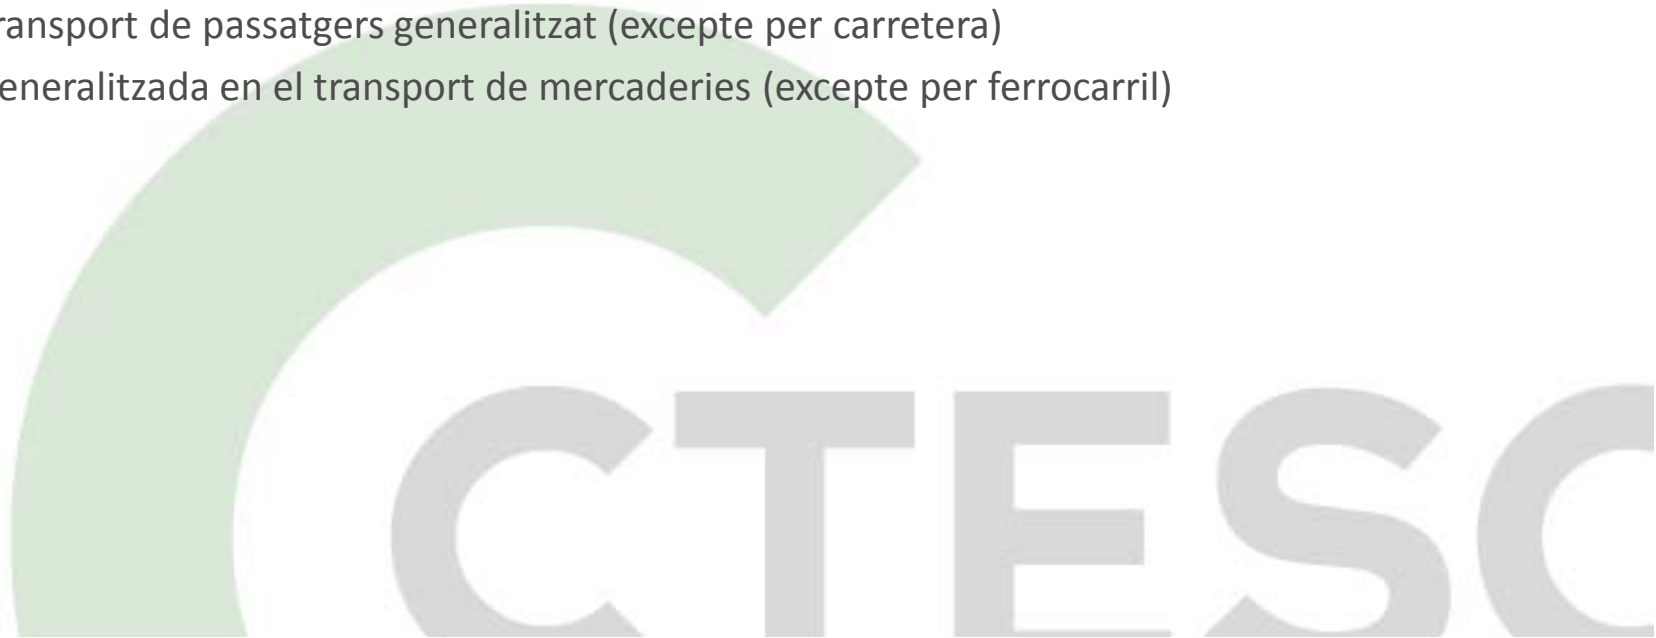 ransport de passatgers generalitzat (excepte per carretera)
eneralitzada en el transport de mercaderies (excepte per ferrocarril)
CTESC